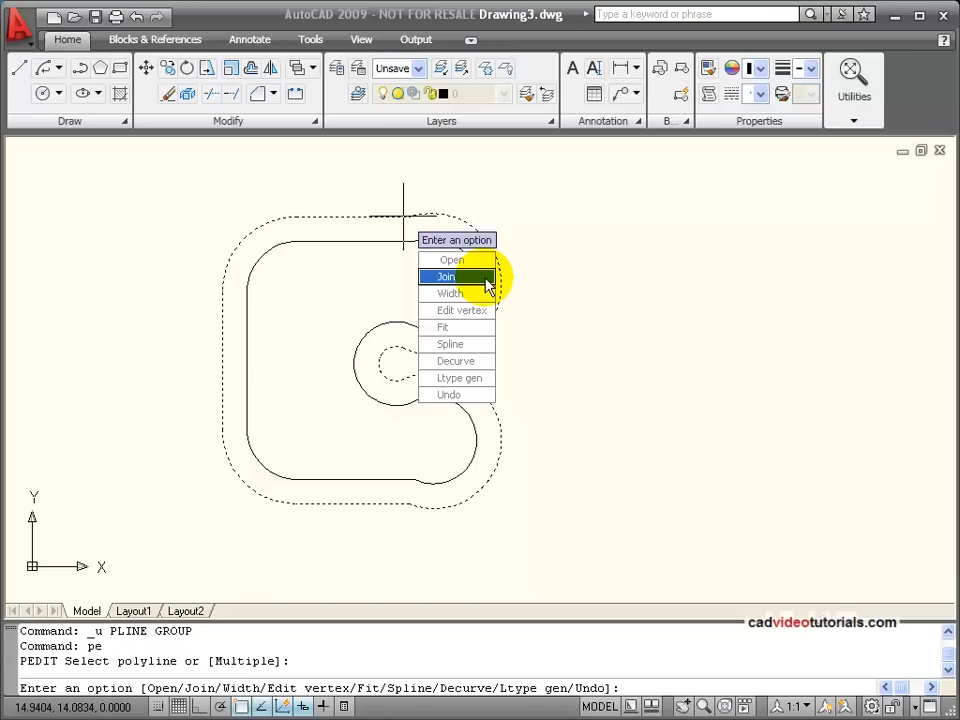 AutoCAD 2009 - NOT FOR RESALE Drawing3.dwg
Type a keyword or phrase
Home
Blocks & References
Annotate
Tools
View
Output
Unsave
0
Utilities
Draw
Modify
Layers
Annotation
B...
Properties
Enter an option
Open
Join
Width
Edit vertex
Fit
Spline
Decurve
Ltype gen
Undo
Y
X
Model
Layout1
Layout2
cadvideotutorials.com
Command: _u PLINE GROUP
Command: pe
PEDIT Select polyline or [Multiple]:
Enter an option [Open/Join/Width/Edit vertex/Fit/Spline/Decurve/Ltype gen/Undo]:
14.9404, 14.0834, 0.0000
MODEL
1:1